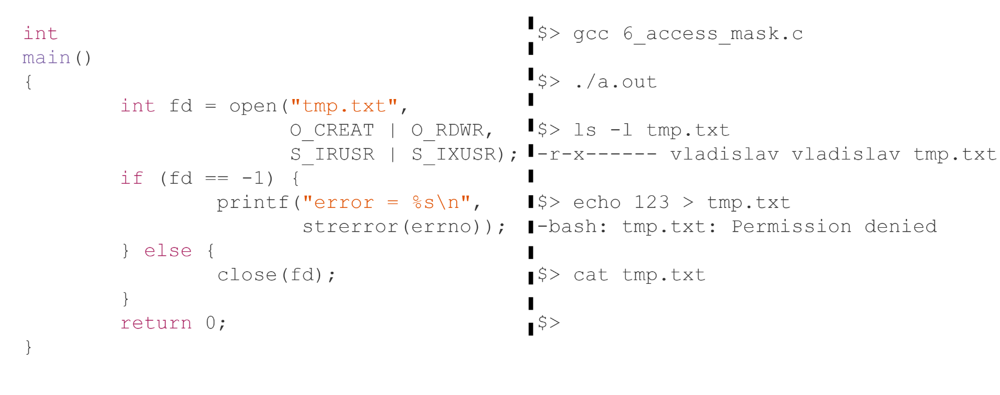 int
main()
{
        int fd = open("tmp.txt",
                      O_CREAT | O_RDWR,
                      S_IRUSR | S_IXUSR);
        if (fd == -1) {
                printf("error = %s\n",
                       strerror(errno));
        } else {
                close(fd);
        }
        return 0;
}
$> gcc 6_access_mask.c
$> ./a.out
$> ls -l tmp.txt
-r-x------ vladislav vladislav tmp.txt
$> echo 123 > tmp.txt
-bash: tmp.txt: Permission denied
$> cat tmp.txt
$>